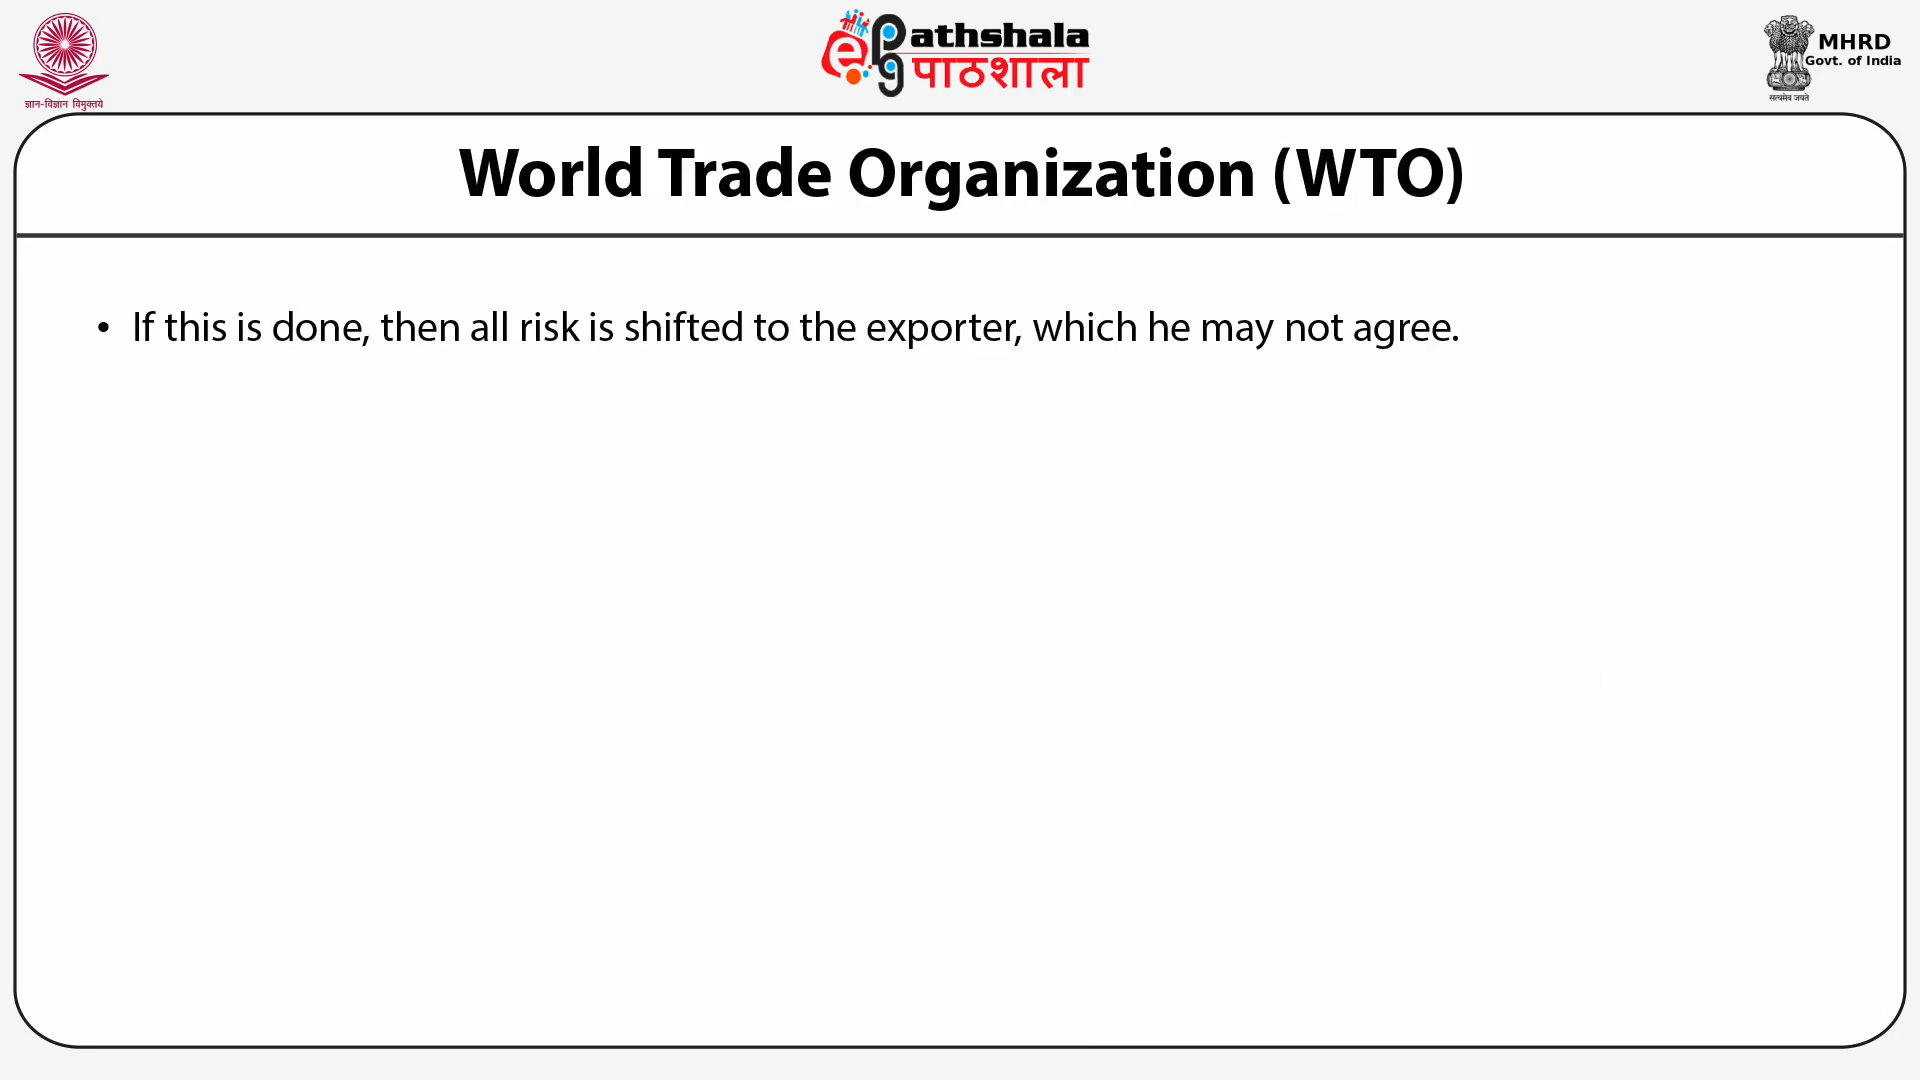 ज्ञान-विज्ञान विमुक्तये
ePG Pathshala
पाठशाला
MHRD
Govt. of India
सत्यमेव जयते
World Trade Organization (WTO)
• If this is done, then all risk is shifted to the exporter, which he may not agree.